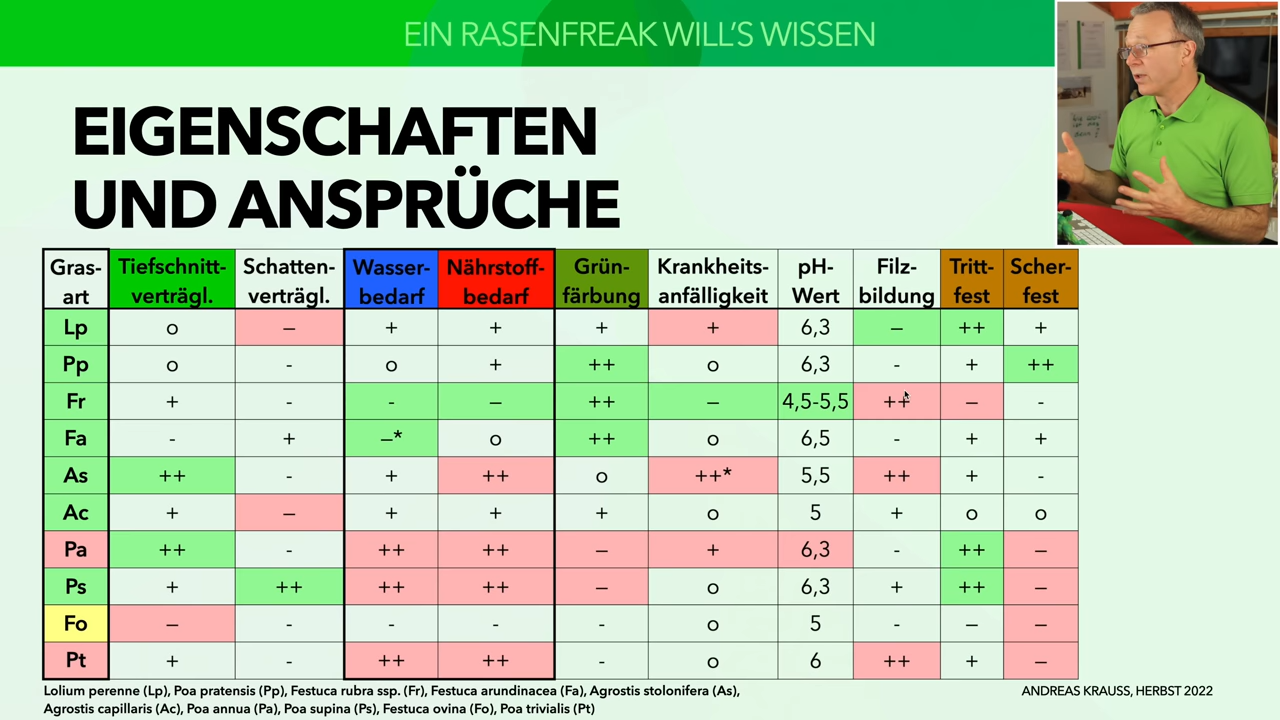 EIN RASENFREAK WILL'S WISSEN
EIGENSCHAFTEN
UND ANSPRÜCHE
Gras-art Tiefschnitt-verträgl. Schatten-verträgl. Wasser-bedarf Nährstoff-bedarf Grün-färbung Krankheits-anfälligkeit pH-Wert Filz-bildung Tritt-fest Scher-fest
Lp o – + + + + 6,3 – ++ +
Pp o - o + ++ o 6,3 - + ++
Fr + - - – ++ – 4,5-5,5 ++ – -
Fa - + –* o ++ o 6,5 - + +
As ++ - + ++ o ++* 5,5 ++ + -
Ac + – + + + o 5 + o o
Pa ++ - ++ ++ – + 6,3 - ++ –
Ps + ++ ++ ++ – o 6,3 + ++ –
Fo – - - - - o 5 - – –
Pt + - ++ ++ - o 6 ++ + –
Lolium perenne (Lp), Poa pratensis (Pp), Festuca rubra ssp. (Fr), Festuca arundinacea (Fa), Agrostis stolonifera (As),
Agrostis capillaris (Ac), Poa annua (Pa), Poa supina (Ps), Festuca ovina (Fo), Poa trivialis (Pt)
ANDREAS KRAUSS, HERBST 2022